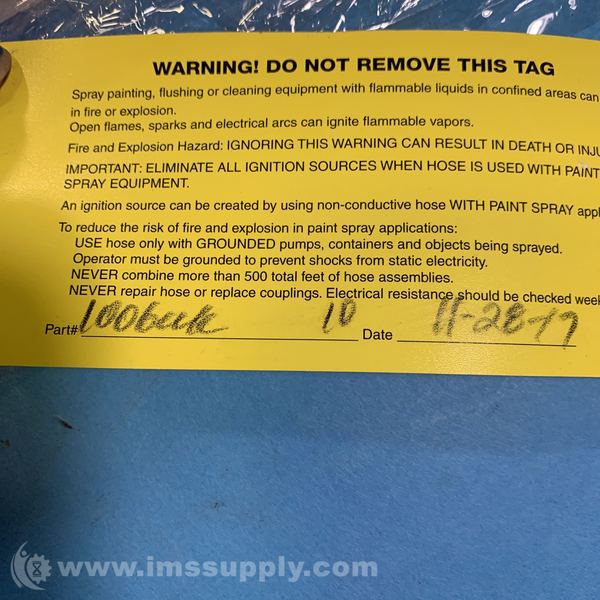 WARNING! DO NOT REMOVE THIS TAG
Spray painting, flushing or cleaning equipment with flammable liquids in confined areas can
in fire or explosion.
Open flames, sparks and electrical arcs can ignite flammable vapors.
Fire and Explosion Hazard: IGNORING THIS WARNING CAN RESULT IN DEATH OR INJU
IMPORTANT: ELIMINATE ALL IGNITION SOURCES WHEN HOSE IS USED WITH PAINT
SPRAY EQUIPMENT.
An ignition source can be created by using non-conductive hose WITH PAINT SPRAY appl
To reduce the risk of fire and explosion in paint spray applications:
USE hose only with GROUNDED pumps, containers and objects being sprayed.
Operator must be grounded to prevent shocks from static electricity.
NEVER combine more than 500 total feet of hose assemblies.
NEVER repair hose or replace couplings. Electrical resistance should be checked week
Part# 10 Date 11-28-17
www.imssupply.com